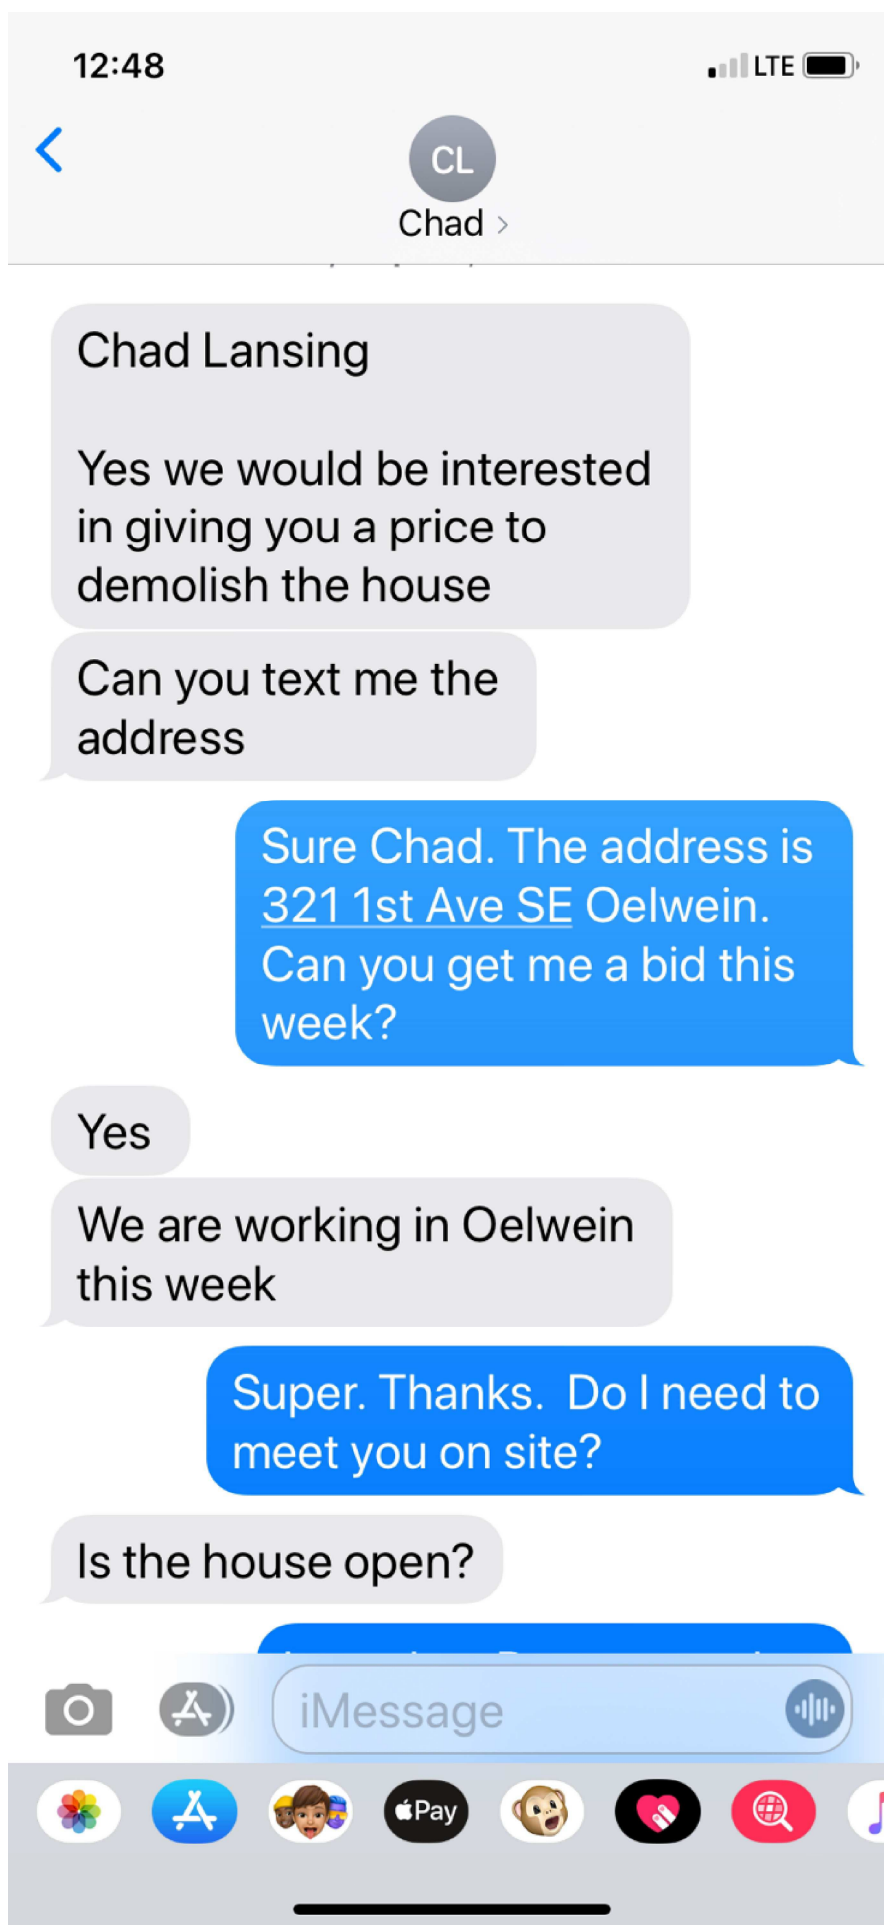 12:48
LTE
CL
Chad
Chad Lansing
Yes we would be interested
in giving you a price to
demolish the house
Can you text me the
address
Sure Chad. The address is
321 1st Ave SE Oelwein.
Can you get me a bid this
week?
Yes
We are working in Oelwein
this week
Super. Thanks.  Do I need to
meet you on site?
Is the house open?
iMessage
Pay